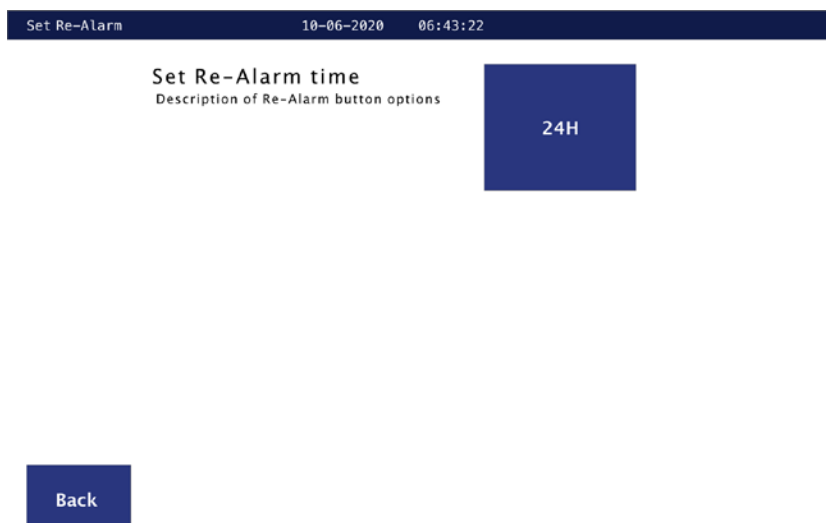 Set Re-Alarm 10-06-2020 06:43:22
Set Re-Alarm time
Description of Re-Alarm button options
24H
Back